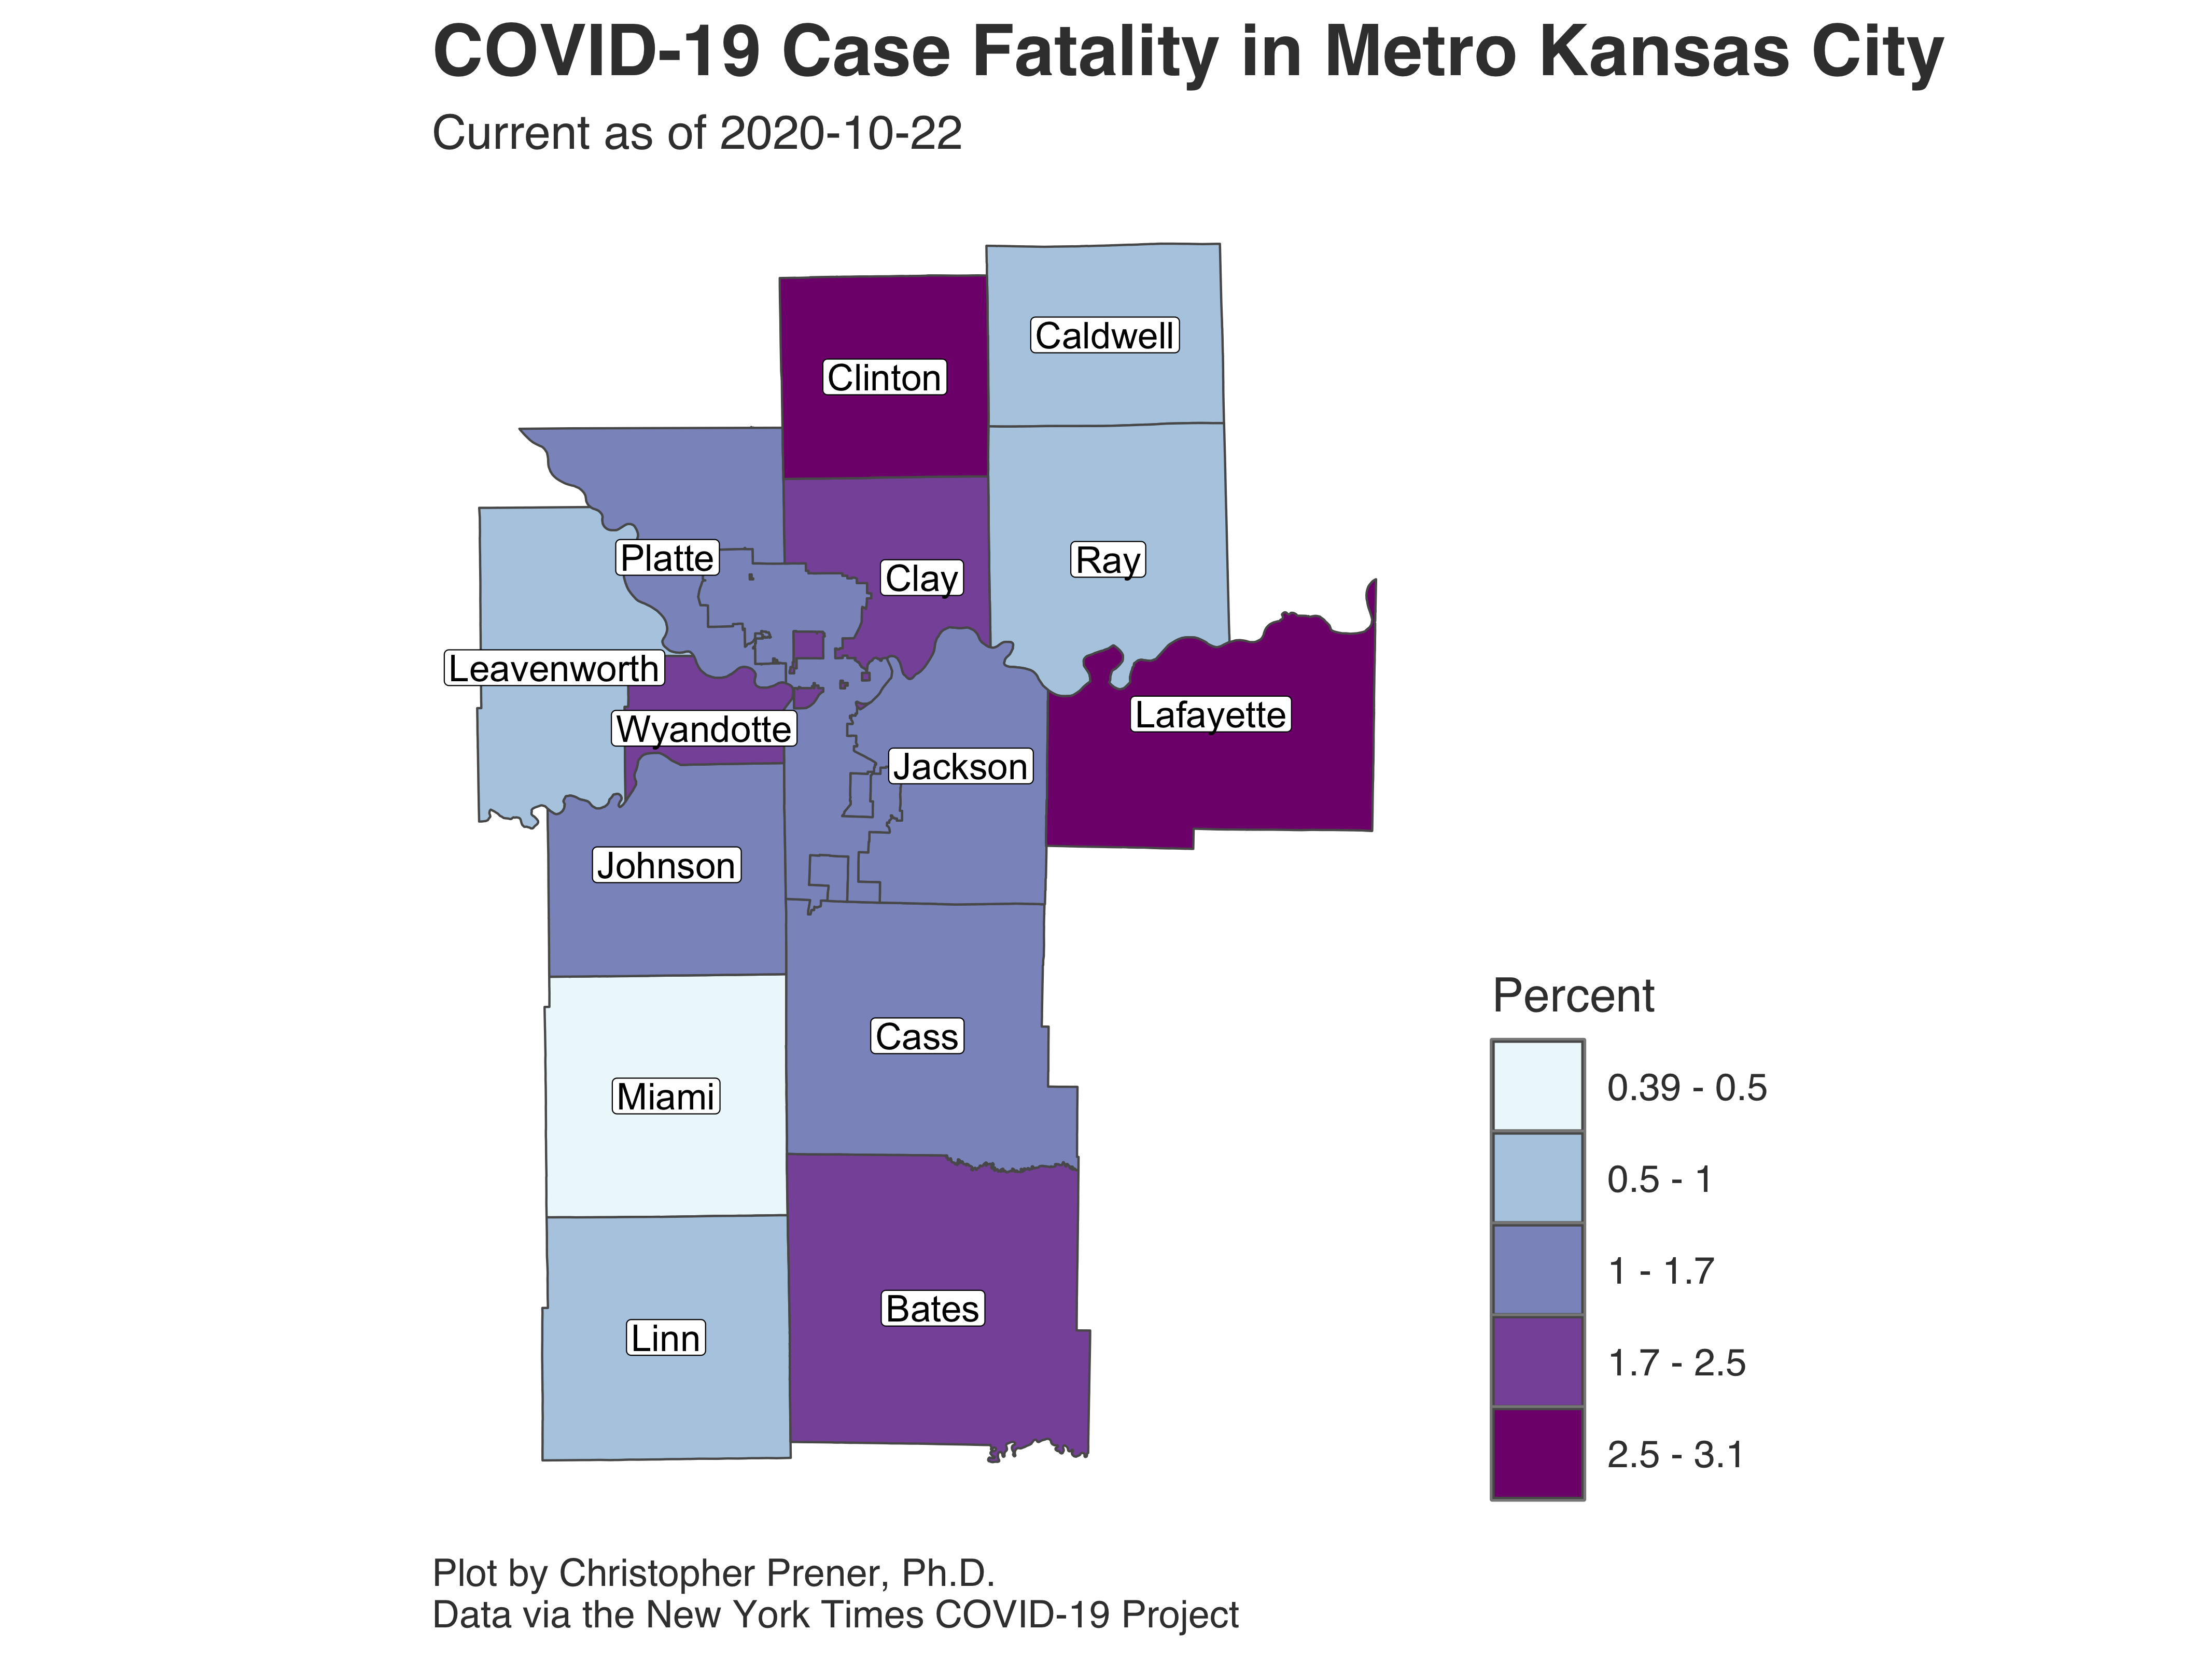 COVID-19 Case Fatality in Metro Kansas City
Current as of 2020-10-22
Caldwell
Clinton
Platte
Ray
Clay
Leavenworth
Lafayette
Wyandotte
Jackson
Johnson
Cass
Miami
Bates
Linn
Percent
0.39 - 0.5
0.5 - 1
1 - 1.7
1.7 - 2.5
2.5 - 3.1
Plot by Christopher Prener, Ph.D.
Data via the New York Times COVID-19 Project